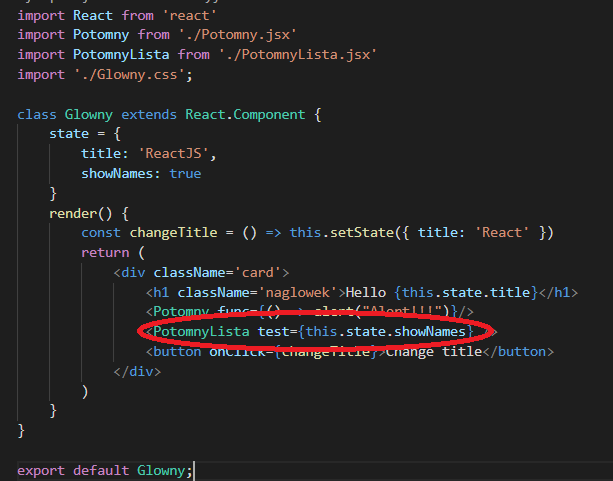 import React from 'react'
import Potomny from './Potomny.jsx'
import PotomnyLista from './PotomnyLista.jsx'
import './Glowny.css';
class Glowny extends React.Component {
state = {
title: 'ReactJS',
showNames: true
}
render() {
const changeTitle = () => this.setState({ title: 'React' })
return (
<div className='card'>
<h1 className='naglowek'>Hello {this.state.title}</h1>
<Potomny func={() => alert("Alert!!!")}/>
<PotomnyLista test={this.state.showNames} />
<button onClick={changeTitle}>Change title</button>
</div>
)
}
}
export default Glowny;